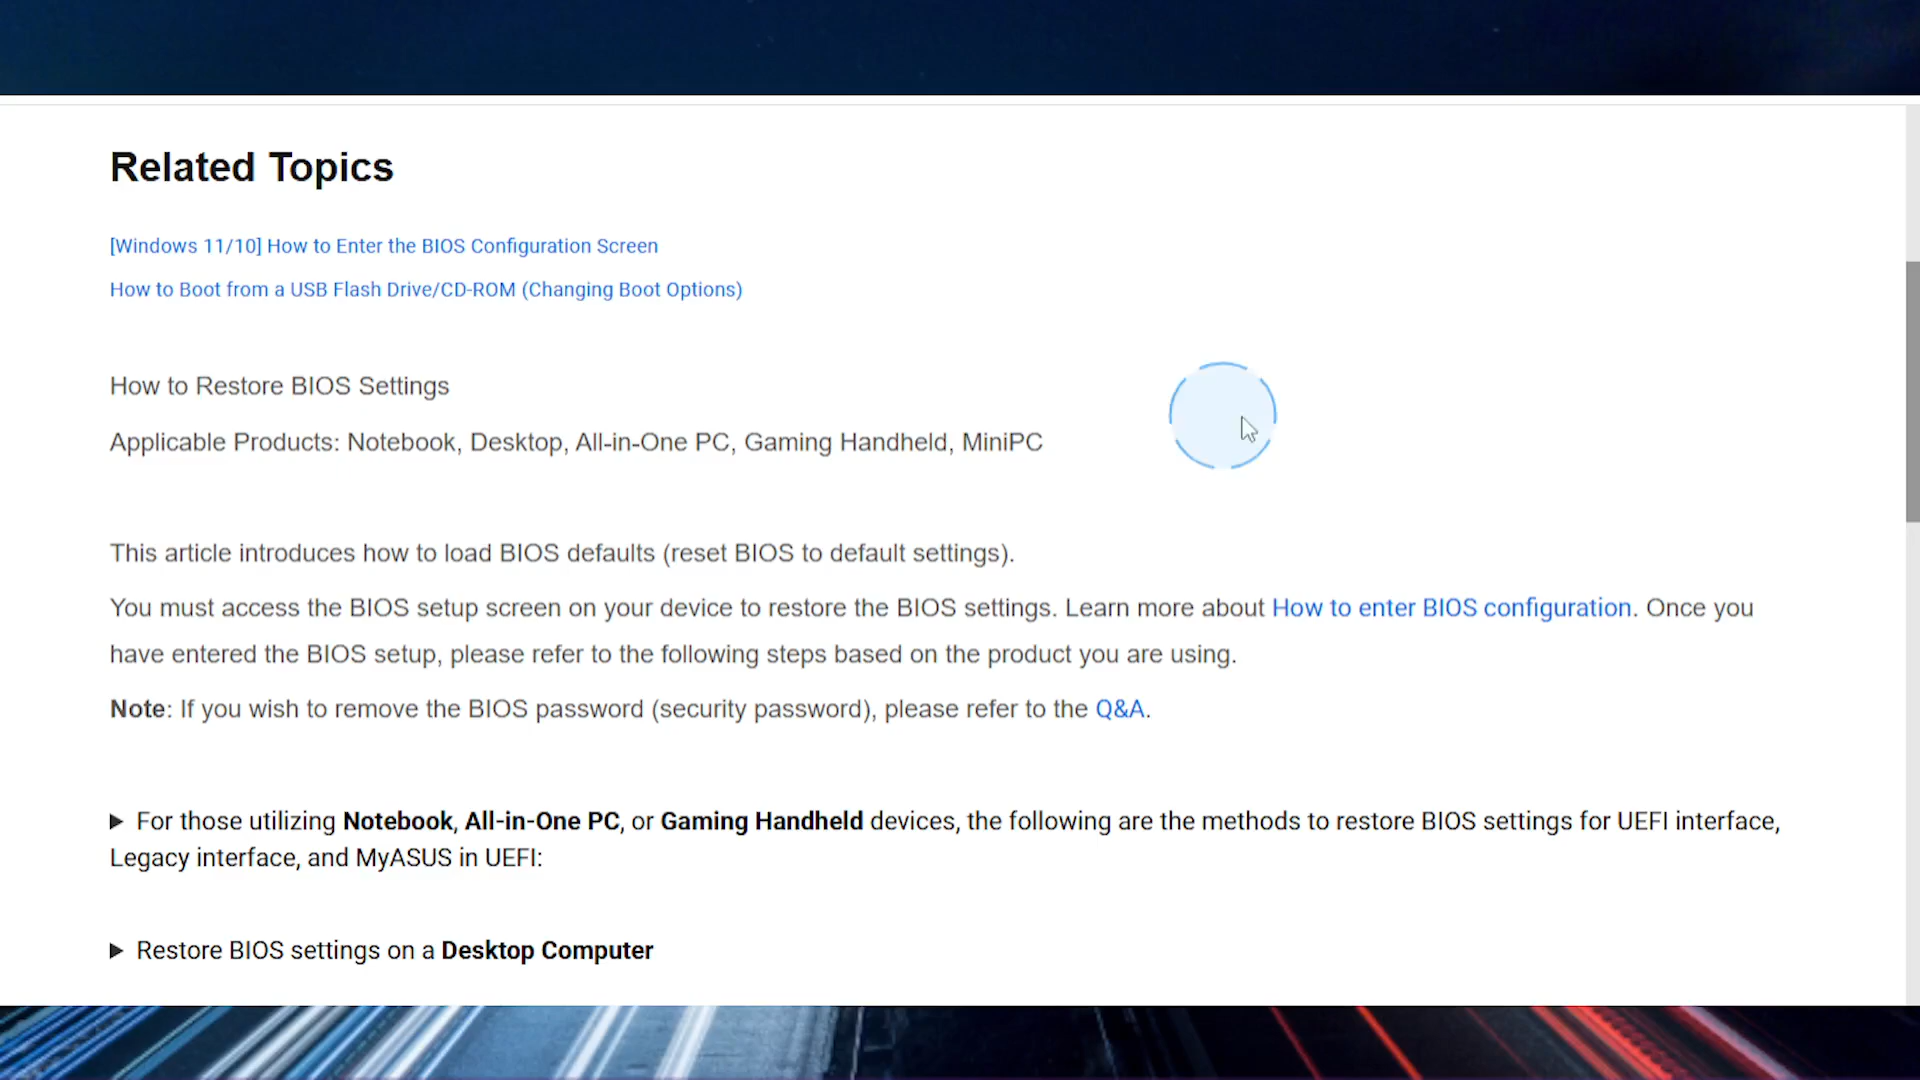 Related Topics
[Windows 11/10] How to Enter the BIOS Configuration Screen
How to Boot from a USB Flash Drive/CD-ROM (Changing Boot Options)
How to Restore BIOS Settings
Applicable Products: Notebook, Desktop, All-in-One PC, Gaming Handheld, MiniPC
This article introduces how to load BIOS defaults (reset BIOS to default settings).
You must access the BIOS setup screen on your device to restore the BIOS settings. Learn more about How to enter BIOS configuration. Once you
have entered the BIOS setup, please refer to the following steps based on the product you are using.
Note: If you wish to remove the BIOS password (security password), please refer to the Q&A.
For those utilizing Notebook, All-in-One PC, or Gaming Handheld devices, the following are the methods to restore BIOS settings for UEFI interface,
Legacy interface, and MyASUS in UEFI:
Restore BIOS settings on a Desktop Computer